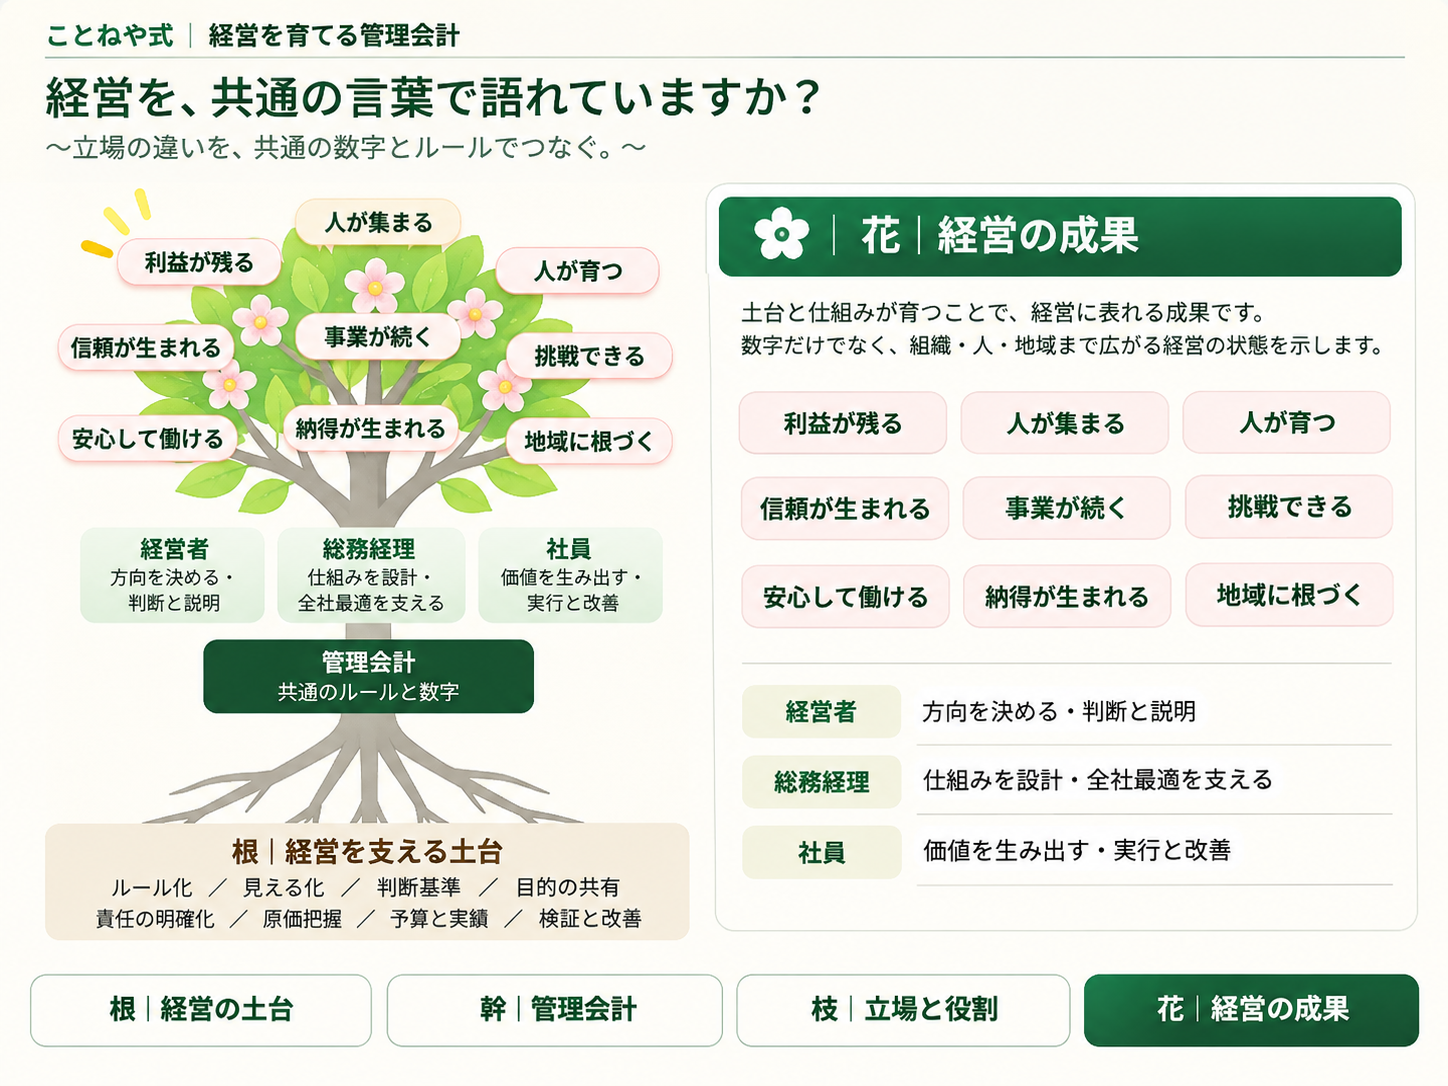 ことねや式｜経営を育てる管理会計
経営を、共通の言葉で語れていますか？
～立場の違いを、共通の数字とルールでつなぐ。～
人が集まる
利益が残る
人が育つ
信頼が生まれる
事業が続く
挑戦できる
安心して働ける
納得が生まれる
地域に根づく
経営者
方向を決める・
判断と説明
総務経理
仕組みを設計・
全社最適を支える
社員
価値を生み出す・
実行と改善
管理会計
共通のルールと数字
根｜経営を支える土台
ルール化 ／ 見える化 ／ 判断基準 ／ 目的の共有
責任の明確化 ／ 原価把握 ／ 予算と実績 ／ 検証と改善
花｜経営の成果
土台と仕組みが育つことで、経営に表れる成果です。
数字だけでなく、組織・人・地域まで広がる経営の状態を示します。
利益が残る
人が集まる
人が育つ
信頼が生まれる
事業が続く
挑戦できる
安心して働ける
納得が生まれる
地域に根づく
経営者
方向を決める・判断と説明
総務経理
仕組みを設計・全社最適を支える
社員
価値を生み出す・実行と改善
根｜経営の土台
幹｜管理会計
枝｜立場と役割
花｜経営の成果